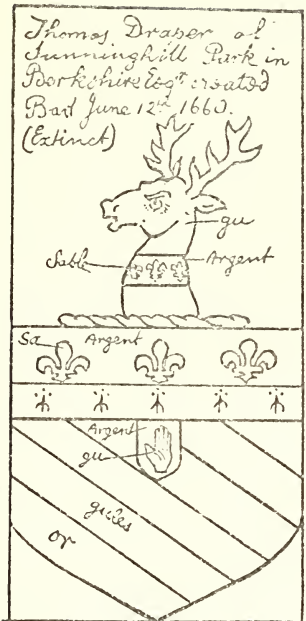 Thomas Draper of
Sunninghill Park in
Berkshire Esqr. created
Bart June 12th 1660.
(Extinct)
gu
Sable
Argent
Sa
Argent
Argent
gu
gules
or